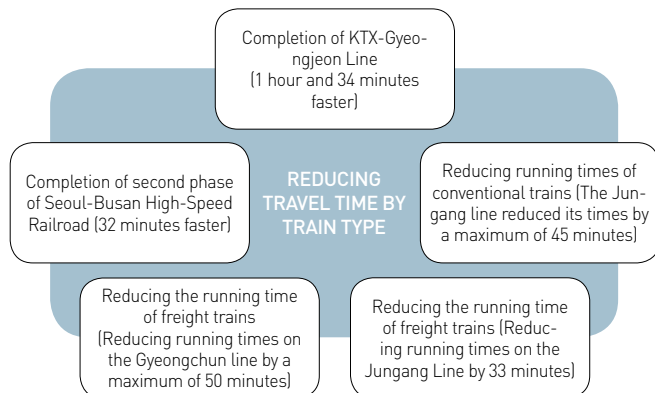 Completion of KTX-Gyeo-
ngjeon Line
(1 hour and 34 minutes
faster)
Completion of second phase
of Seoul-Busan High-Speed
Railroad (32 minutes faster)
REDUCING
TRAVEL TIME BY
TRAIN TYPE
Reducing running times of
conventional trains (The Jun-
gang line reduced its times by
a maximum of 45 minutes)
Reducing the running time
of freight trains
(Reducing running times on
the Gyeongchun line by a
maximum of 50 minutes)
Reducing the running time
of freight trains (Reduc-
ing running times on the
Jungang Line by 33 minutes)